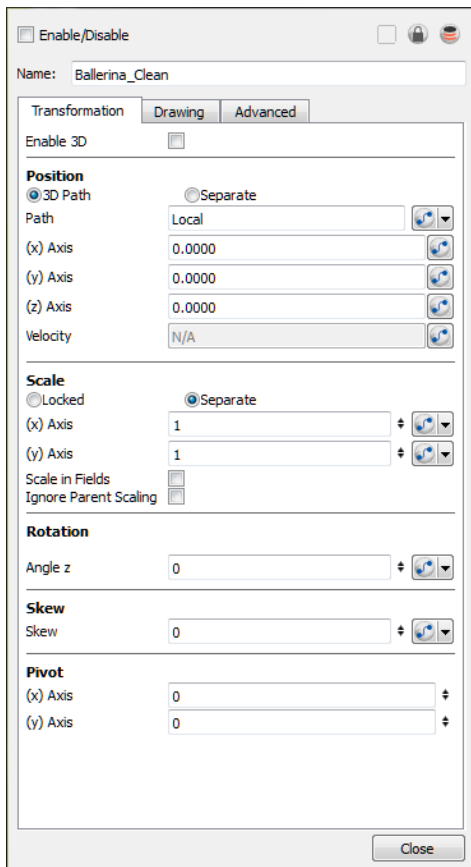 Enable/Disable
Name: Ballerina_Clean
Transformation Drawing Advanced
Enable 3D
Position
3D Path Separate
Path Local
(x) Axis 0.0000
(y) Axis 0.0000
(z) Axis 0.0000
Velocity N/A
Scale
Locked Separate
(x) Axis 1
(y) Axis 1
Scale in Fields
Ignore Parent Scaling
Rotation
Angle z 0
Skew
Skew 0
Pivot
(x) Axis 0
(y) Axis 0
Close